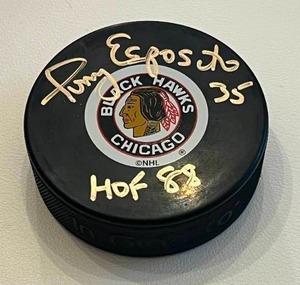 Tony Esposito
35
BLACK HAWKS
CHICAGO
©NHL
HOF 88